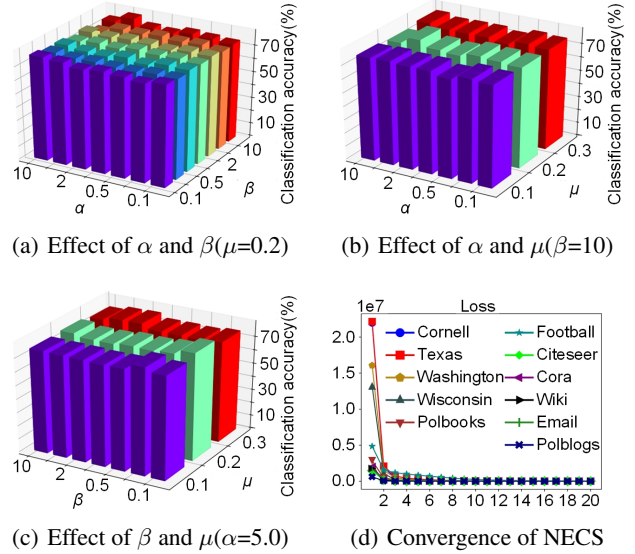 Classification accuracy(%)
70
50
30
10
10
2
0.5
0.1
α
0.1
0.5
2
10
β
(a) Effect of α and β(μ=0.2)
Classification accuracy(%)
70
50
30
10
10
2
0.5
0.1
α
0.1
0.2
0.3
μ
(b) Effect of α and μ(β=10)
Classification accuracy(%)
70
50
30
10
10
2
0.5
0.1
β
0.1
0.2
0.3
μ
(c) Effect of β and μ(α=5.0)
1e7
Loss
2.0
1.5
1.0
0.5
0.0
Cornell
Texas
Washington
Wisconsin
Polbooks
Football
Citeseer
Cora
Wiki
Email
Polblogs
2 4 6 8 10 12 14 16 18 20
(d) Convergence of NECS